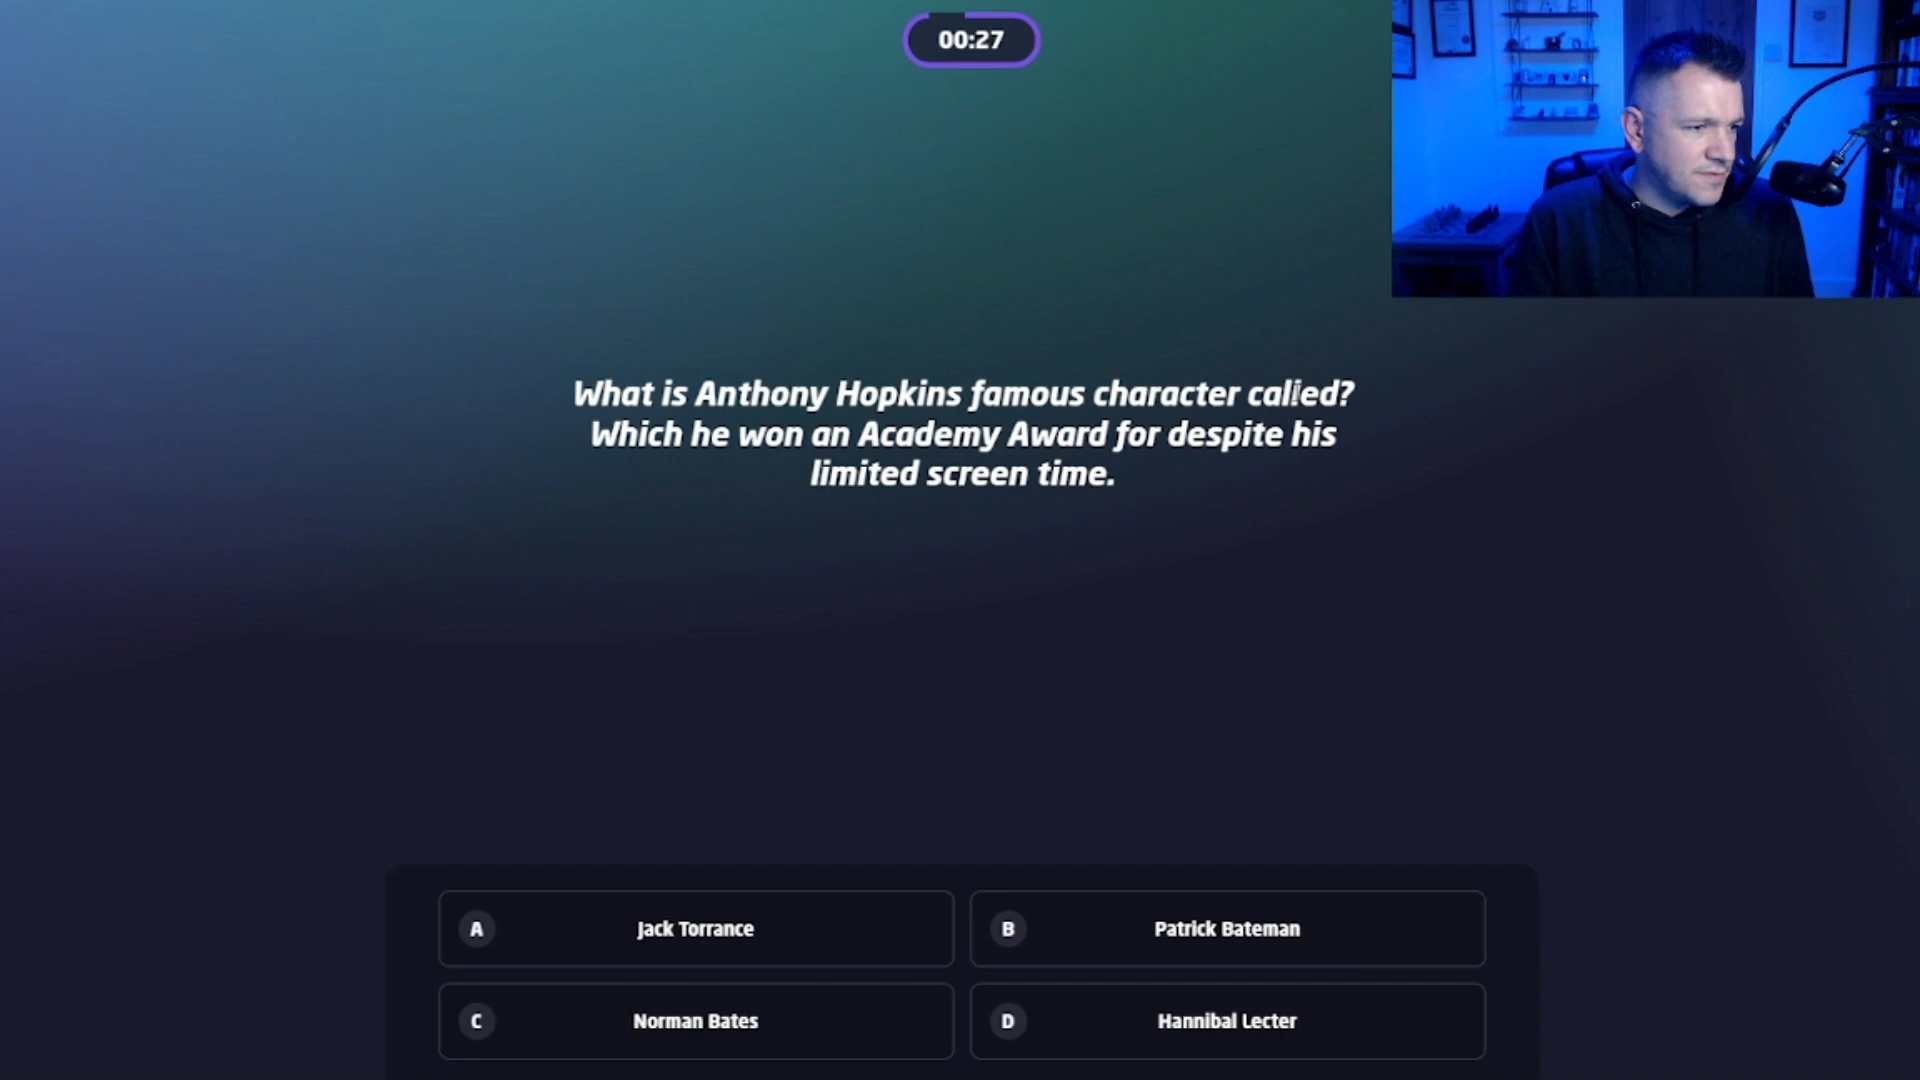 00:27
What is Anthony Hopkins famous character called?
Which he won an Academy Award for despite his
limited screen time.
A Jack Torrance
B Patrick Bateman
C Norman Bates
D Hannibal Lecter